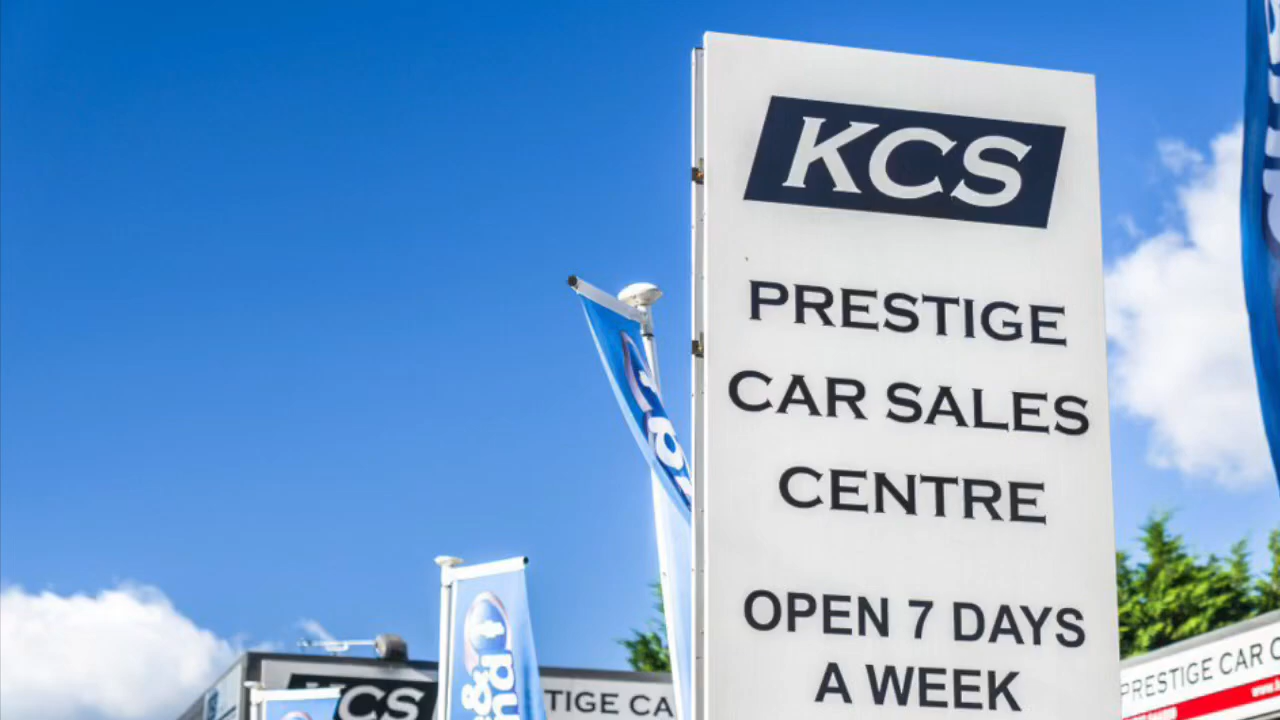 KCS
PRESTIGE
CAR SALES
CENTRE
OPEN 7 DAYS
A WEEK
KCS
TIGE CA
PRESTIGE CAR C